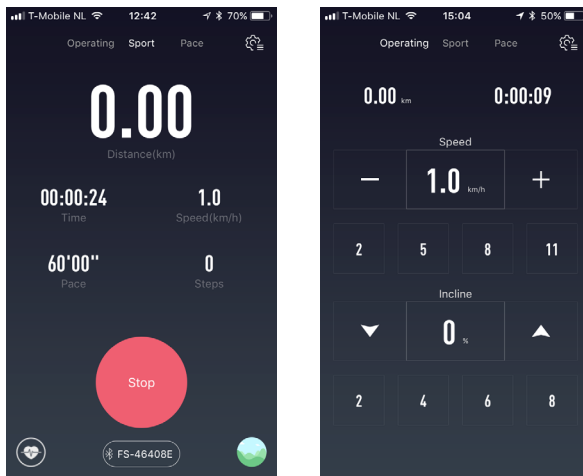 T-Mobile NL 12:42 70%
Operating Sport Pace
0.00
Distance(km)
00:00:24 1.0
Time Speed(km/h)
60'00" 0
Pace Steps
Stop
FS-46408E
T-Mobile NL 15:04 50%
Operating Sport Pace
0.00 km 0:00:09
Speed
− 1.0 km/h +
2 5 8 11
Incline
0 %
2 4 6 8